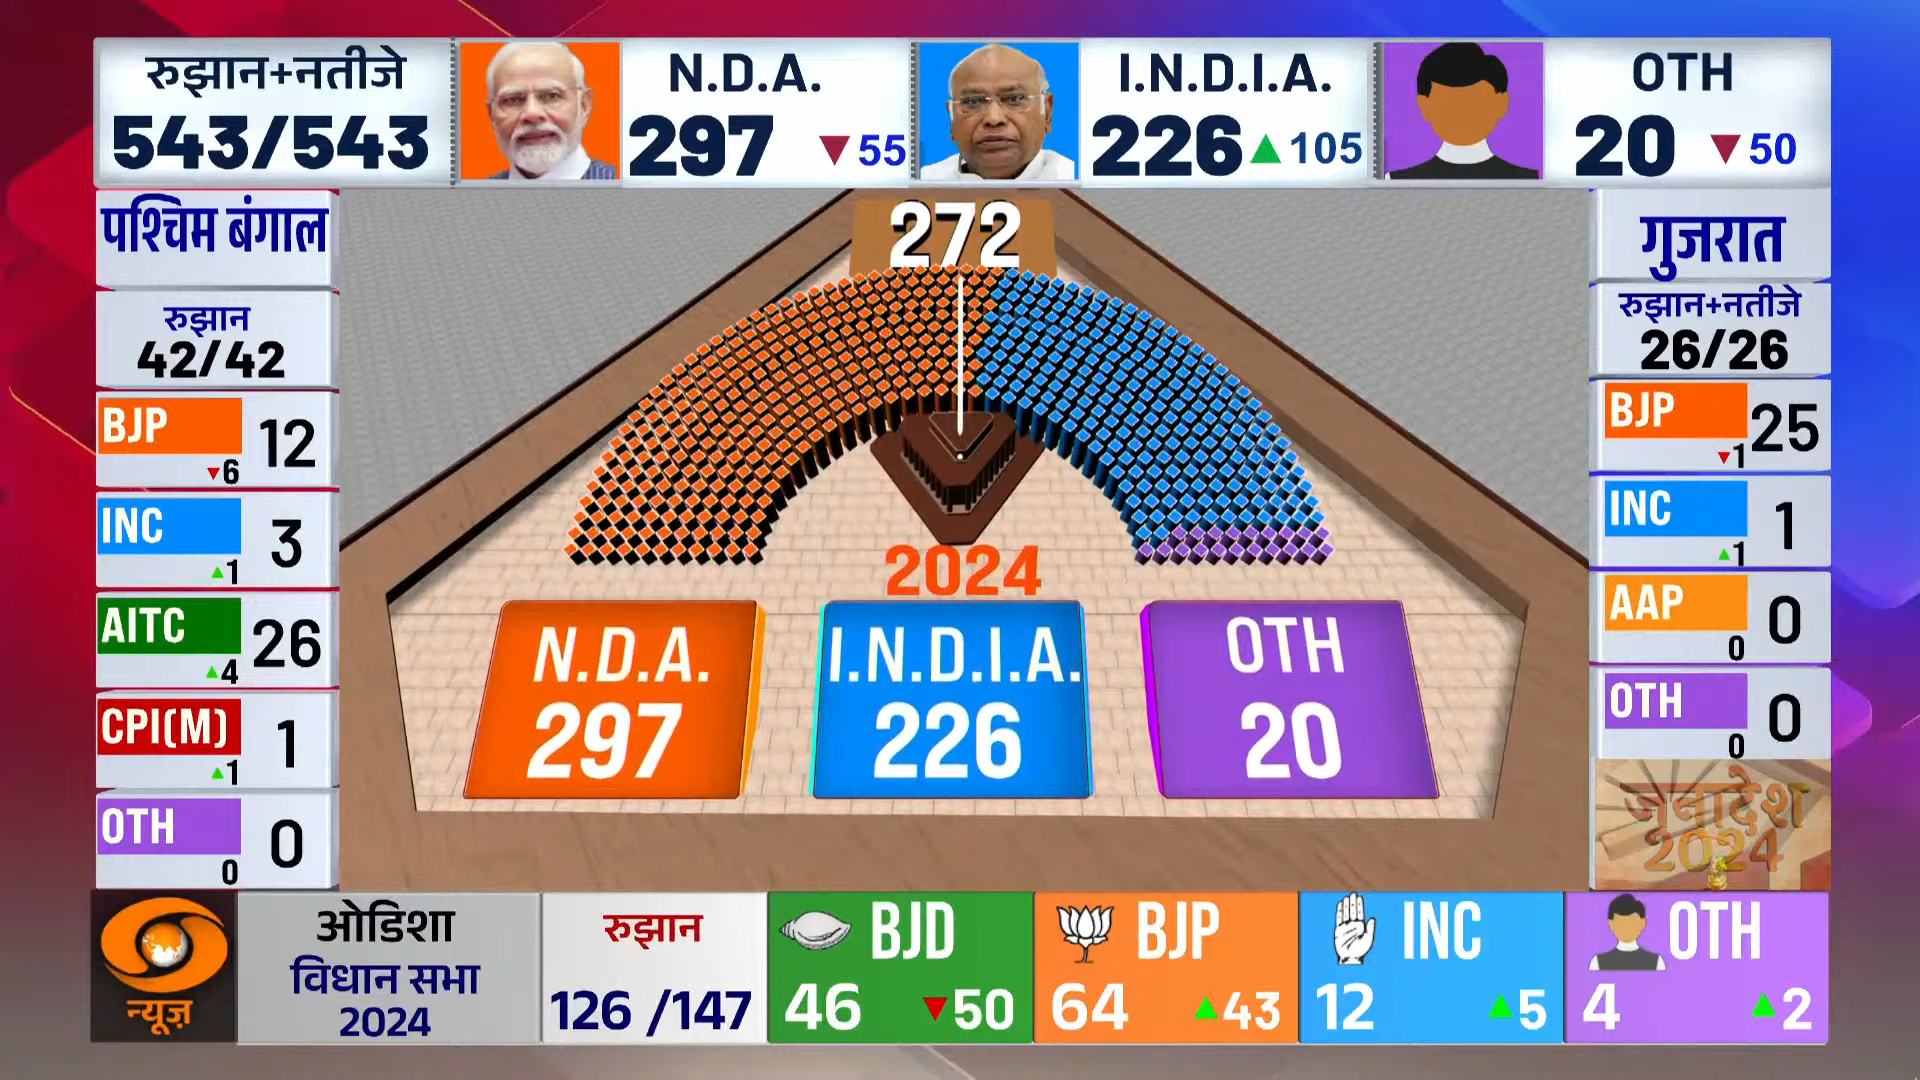 रुझान+नतीजे
543/543
N.D.A.
297 ▼55
I.N.D.I.A.
226 ▲105
OTH
20 ▼50
पश्चिम बंगाल
रुझान
42/42
BJP
12
▼6
INC
3
▲1
AITC
26
▲4
CPI(M)
1
▲1
OTH
0
0
272
2024
N.D.A.
297
I.N.D.I.A.
226
OTH
20
गुजरात
रुझान+नतीजे
26/26
BJP
25
▼1
INC
1
▲1
AAP
0
0
OTH
0
0
जनादेश
2024
न्यूज़
ओडिशा
विधान सभा
2024
रुझान
126 /147
BJD
46 ▼50
BJP
64 ▲43
INC
12 ▲5
OTH
4 ▲2